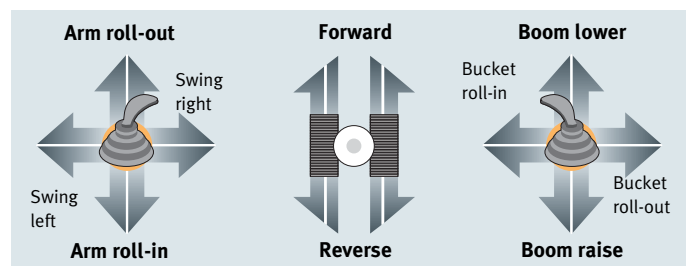 Arm roll-out
Forward
Boom lower
Swing
right
Bucket
roll-in
Swing
left
Bucket
roll-out
Arm roll-in
Reverse
Boom raise